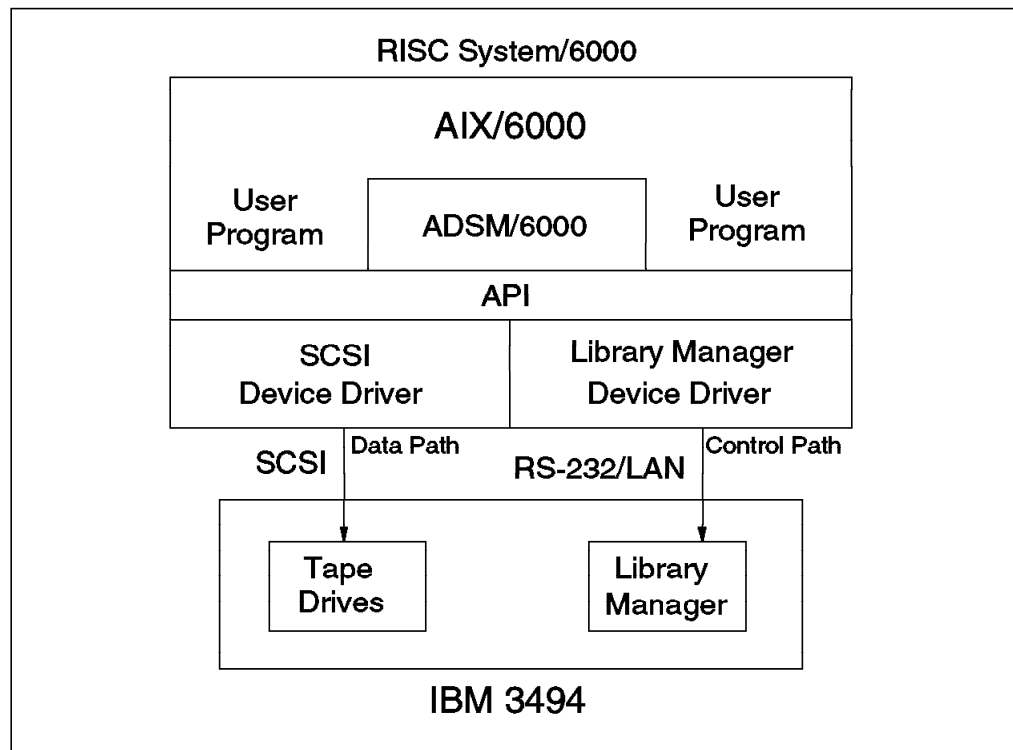 RISC System/6000
AIX/6000
User
Program
ADSM/6000
User
Program
API
SCSI
Device Driver
Library Manager
Device Driver
SCSI
Data Path
RS-232/LAN
Control Path
Tape
Drives
Library
Manager
IBM 3494